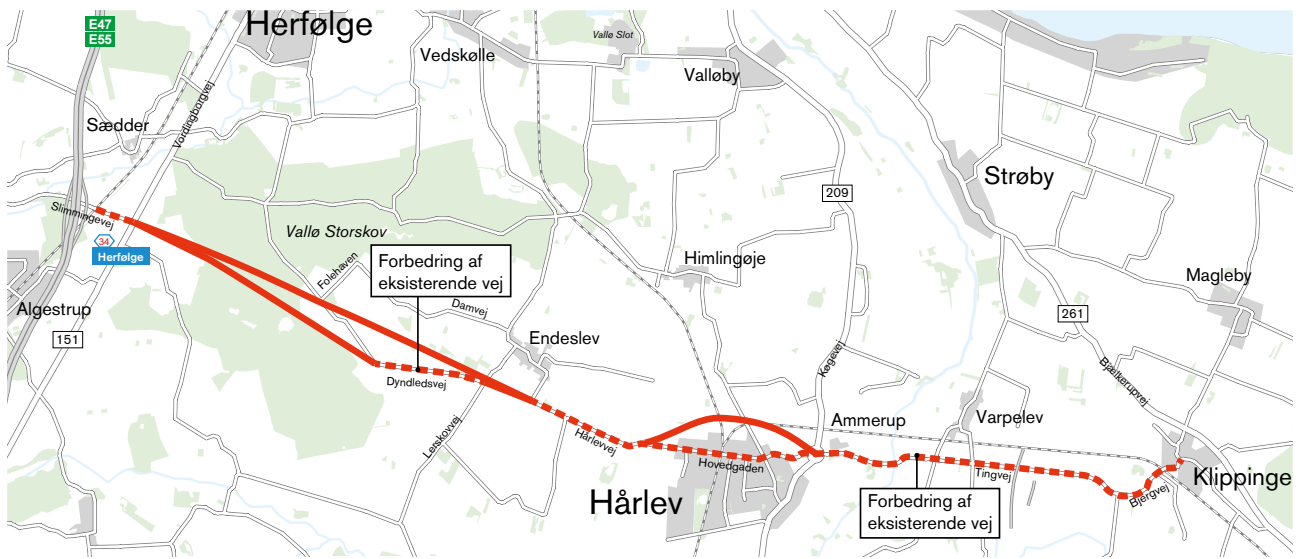 E47
E55
Herfølge
Vedskølle
Vallø Slot
Valløby
Sædder
Vordingborgvej
Strøby
209
Slimmingevej
34
Herfølge
Vallø Storskov
Folehaven
Forbedring af
eksisterende vej
Himlingøje
Magleby
Algestrup
151
Damvej
Endeslev
261
Dyndledsvej
Køgevej
Bjælkerupvej
Lerskovvej
Hårlevvej
Ammerup
Varpelev
Hovedgaden
Tingvej
Bjergvej
Klippinge
Hårlev
Forbedring af
eksisterende vej